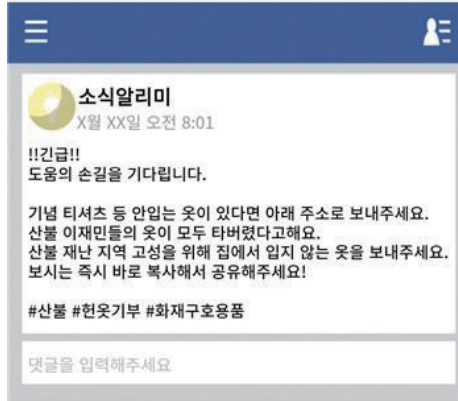 소식알리미
X월 XX일 오전 8:01
!!긴급!!
도움의 손길을 기다립니다.
기념 티셔츠 등 안입는 옷이 있다면 아래 주소로 보내주세요.
산불 이재민들의 옷이 모두 타버렸다고해요.
산불 재난 지역 고성을 위해 집에서 입지 않는 옷을 보내주세요.
보시는 즉시 바로 복사해서 공유해주세요!
#산불 #헌옷기부 #화재구호용품
댓글을 입력해주세요